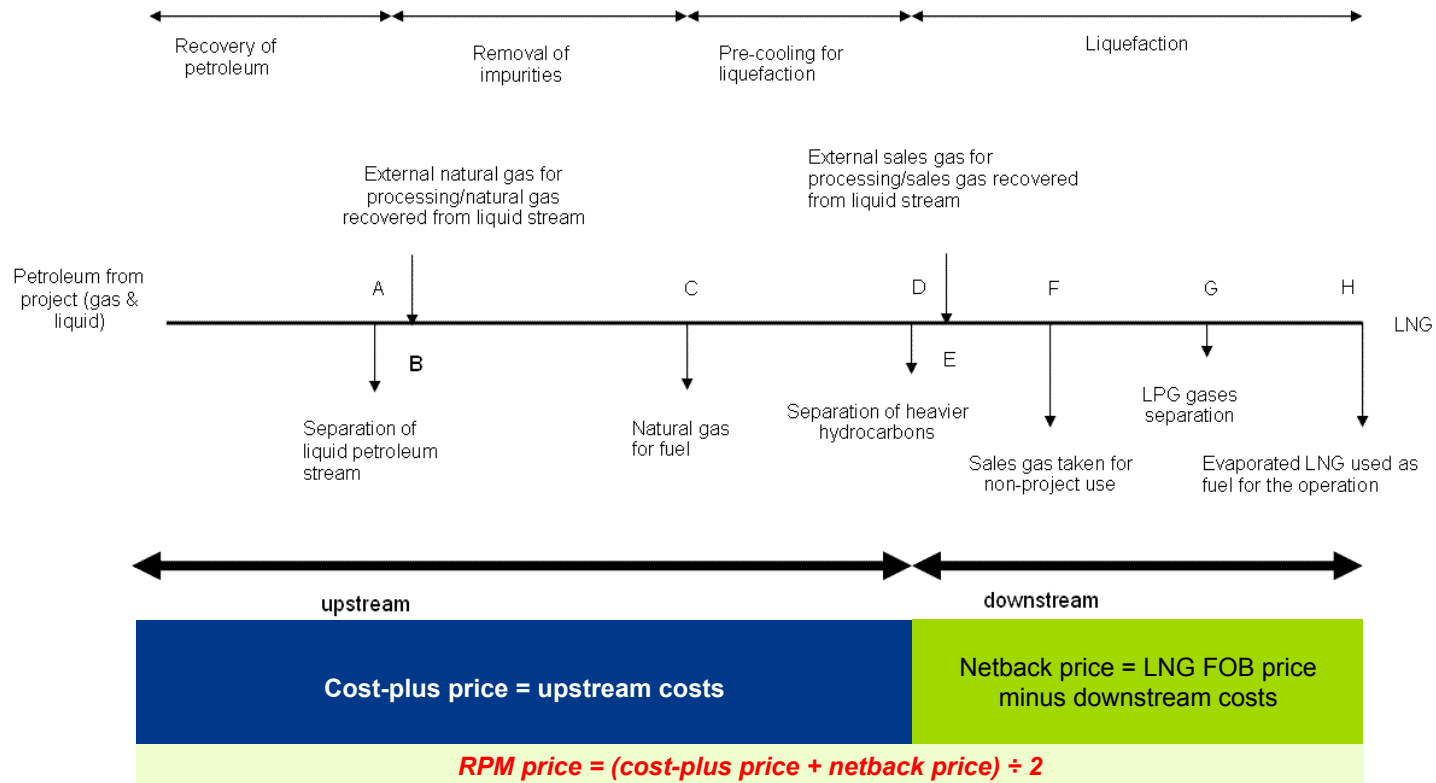 Recovery of
petroleum
Removal of
impurities
Pre-cooling for
liquefaction
Liquefaction
External natural gas for
processing/natural gas
recovered from liquid stream
External sales gas for
processing/sales gas recovered
from liquid stream
Petroleum from
project (gas &
liquid)
A
C
D
F
G
H
LNG
B
E
Separation of
liquid petroleum
stream
Natural gas
for fuel
Separation of heavier
hydrocarbons
Sales gas taken for
non-project use
LPG gases
separation
Evaporated LNG used as
fuel for the operation
upstream
downstream
Cost-plus price = upstream costs
Netback price = LNG FOB price
minus downstream costs
RPM price = (cost-plus price + netback price) ÷ 2